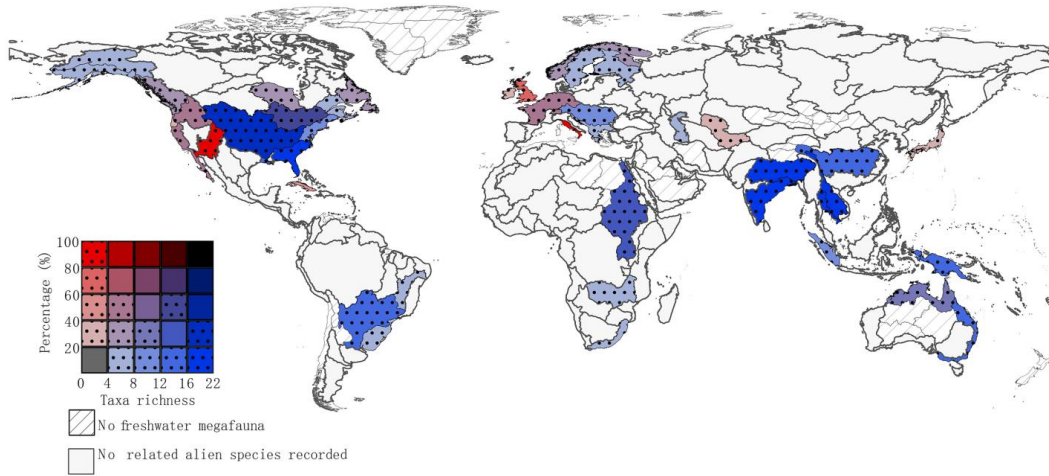 100
80
60
40
20
Percentage (%)
0 4 8 12 16 22
Taxa richness
No freshwater megafauna
No related alien species recorded